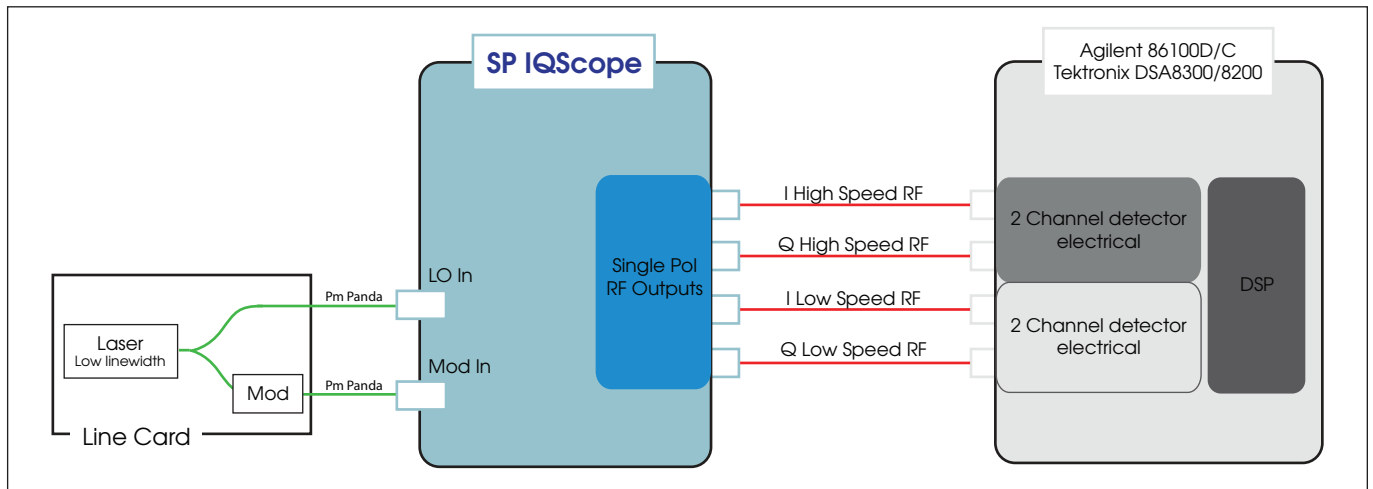 SP IQScope
Agilent 86100D/C
Tektronix DSA8300/8200
I High Speed RF
Q High Speed RF
I Low Speed RF
Q Low Speed RF
Single Pol
RF Outputs
2 Channel detector
electrical
2 Channel detector
electrical
DSP
LO In
Mod In
Pm Panda
Pm Panda
Laser
Low linewidth
Mod
Line Card